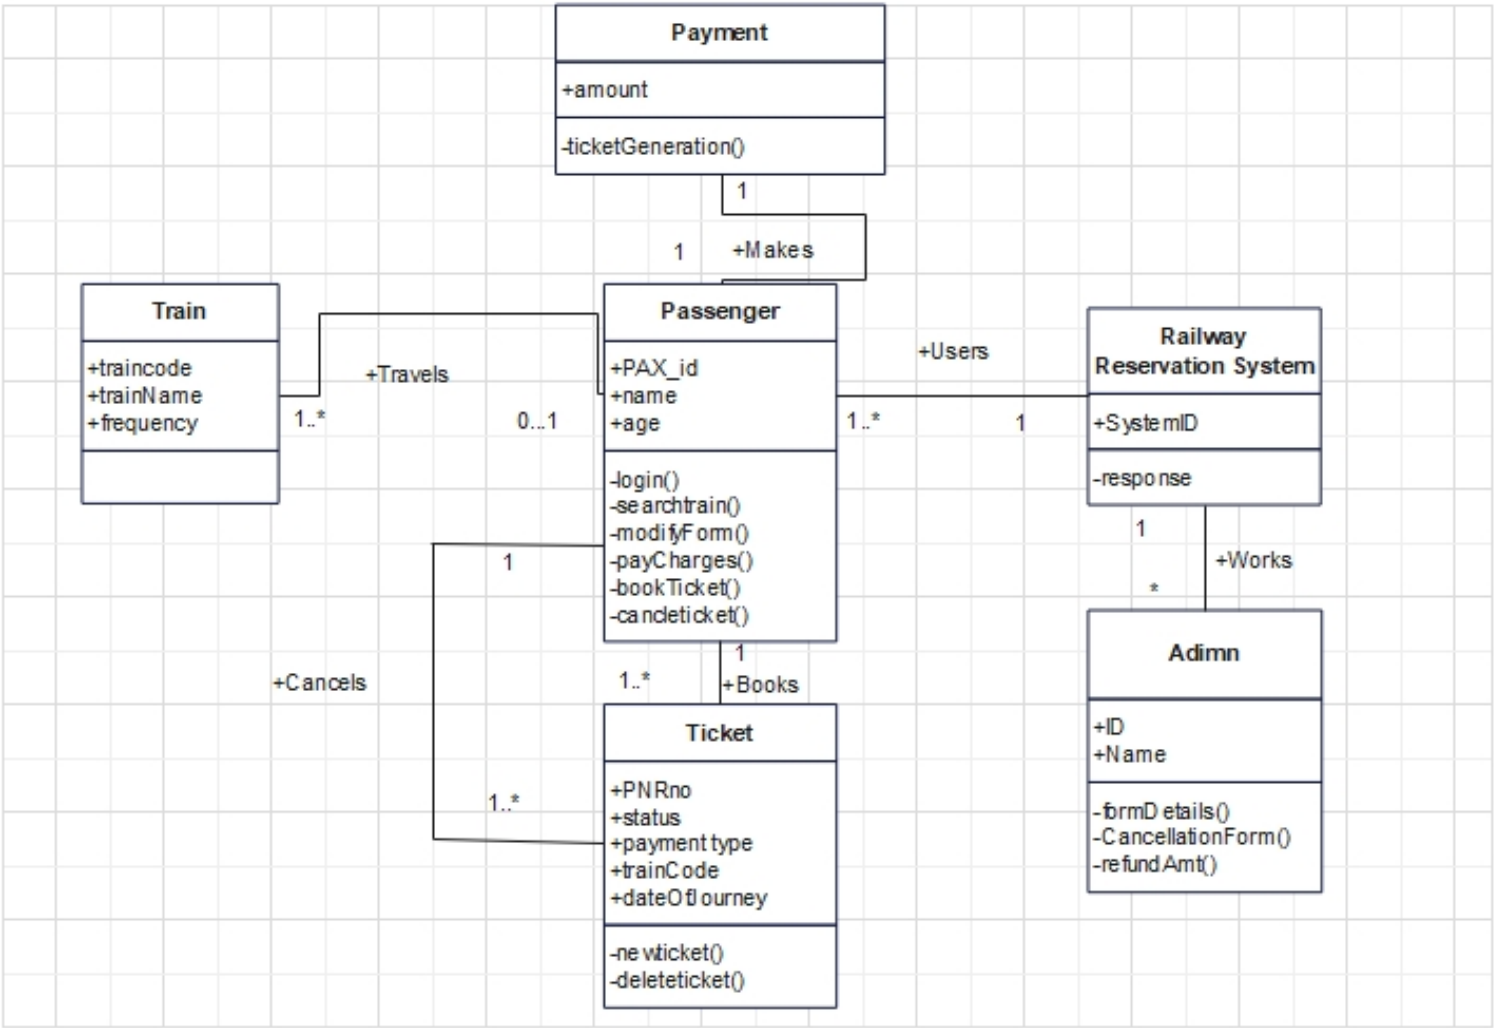 Payment
+amount
-ticketGeneration()
1
1
+Makes
Train
+traincode
+trainName
+frequency
+Travels
1..*
0...1
Passenger
+PAX_id
+name
+age
-login()
-searchtrain()
-modifyForm()
-payCharges()
-bookTicket()
-cancleticket()
+Users
1..*
1
Railway
Reservation System
+SystemID
-response
1
+Works
*
Adimn
+ID
+Name
-formDetails()
-CancellationForm()
-refundAmt()
1
+Cancels
1..*
1
1..*
+Books
Ticket
+PNRno
+status
+payment type
+trainCode
+dateOfJourney
-newticket()
-deleteticket()